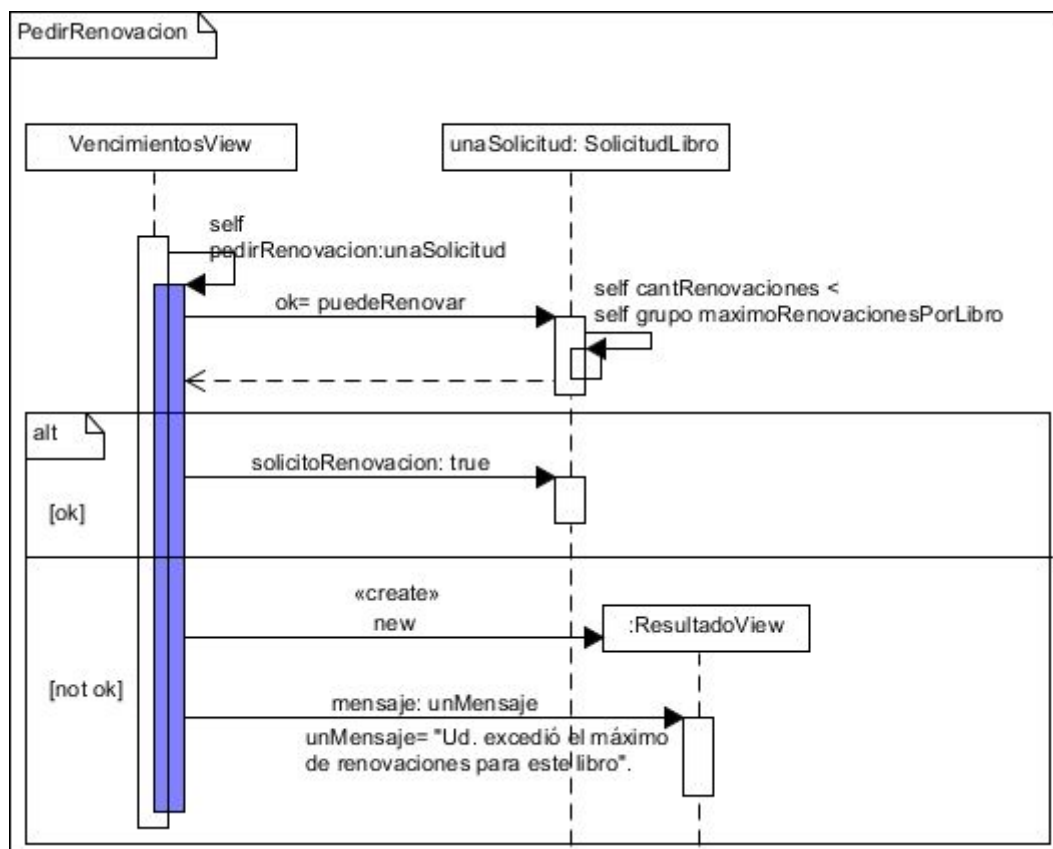 PedirRenovacion
VencimientosView
unaSolicitud: SolicitudLibro
self
pedirRenovacion:unaSolicitud
self cantRenovaciones <
self grupo maximoRenovacionesPorLibro
ok= puedeRenovar
alt
solicitoRenovacion: true
[ok]
«create»
new
:ResultadoView
[not ok]
mensaje: unMensaje
unMensaje= "Ud. excedió el máximo
de renovaciones para este libro".